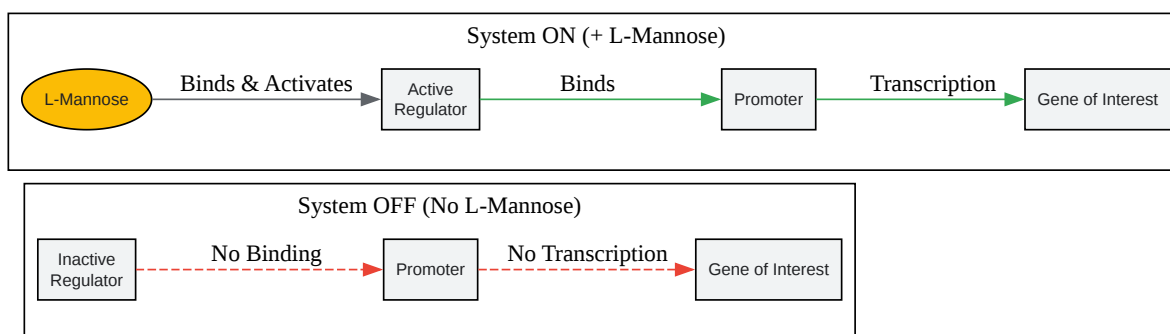 System ON (+ L-Mannose)
L-Mannose
Binds & Activates
Active
Regulator
Binds
Promoter
Transcription
Gene of Interest
System OFF (No L-Mannose)
Inactive
Regulator
No Binding
Promoter
No Transcription
Gene of Interest